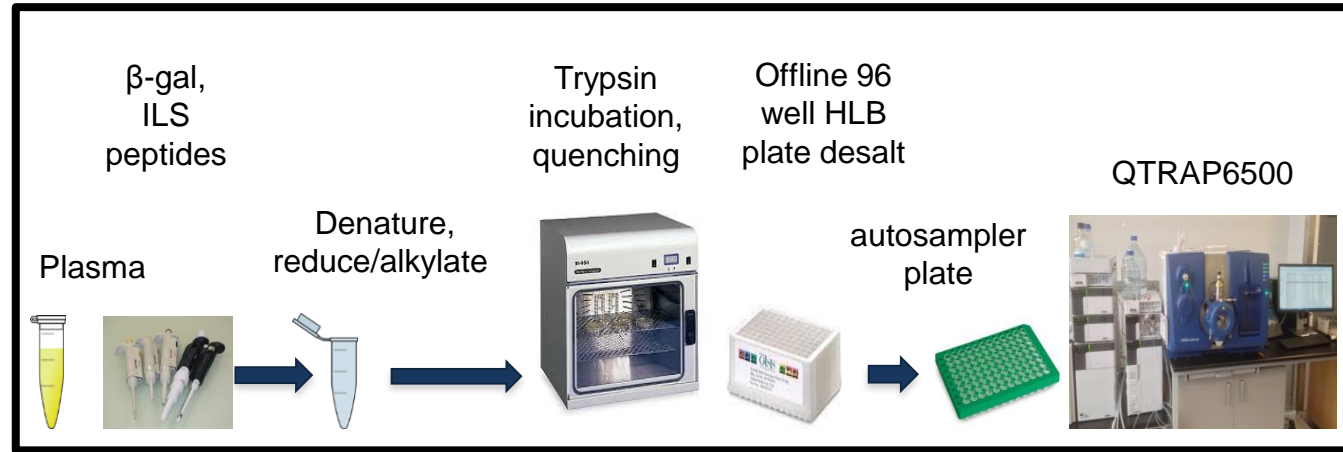 Plasma
β-gal,
ILS
peptides
Denature,
reduce/alkylate
Trypsin
incubation,
quenching
Offline 96
well HLB
plate desalt
autosampler
plate
QTRAP6500